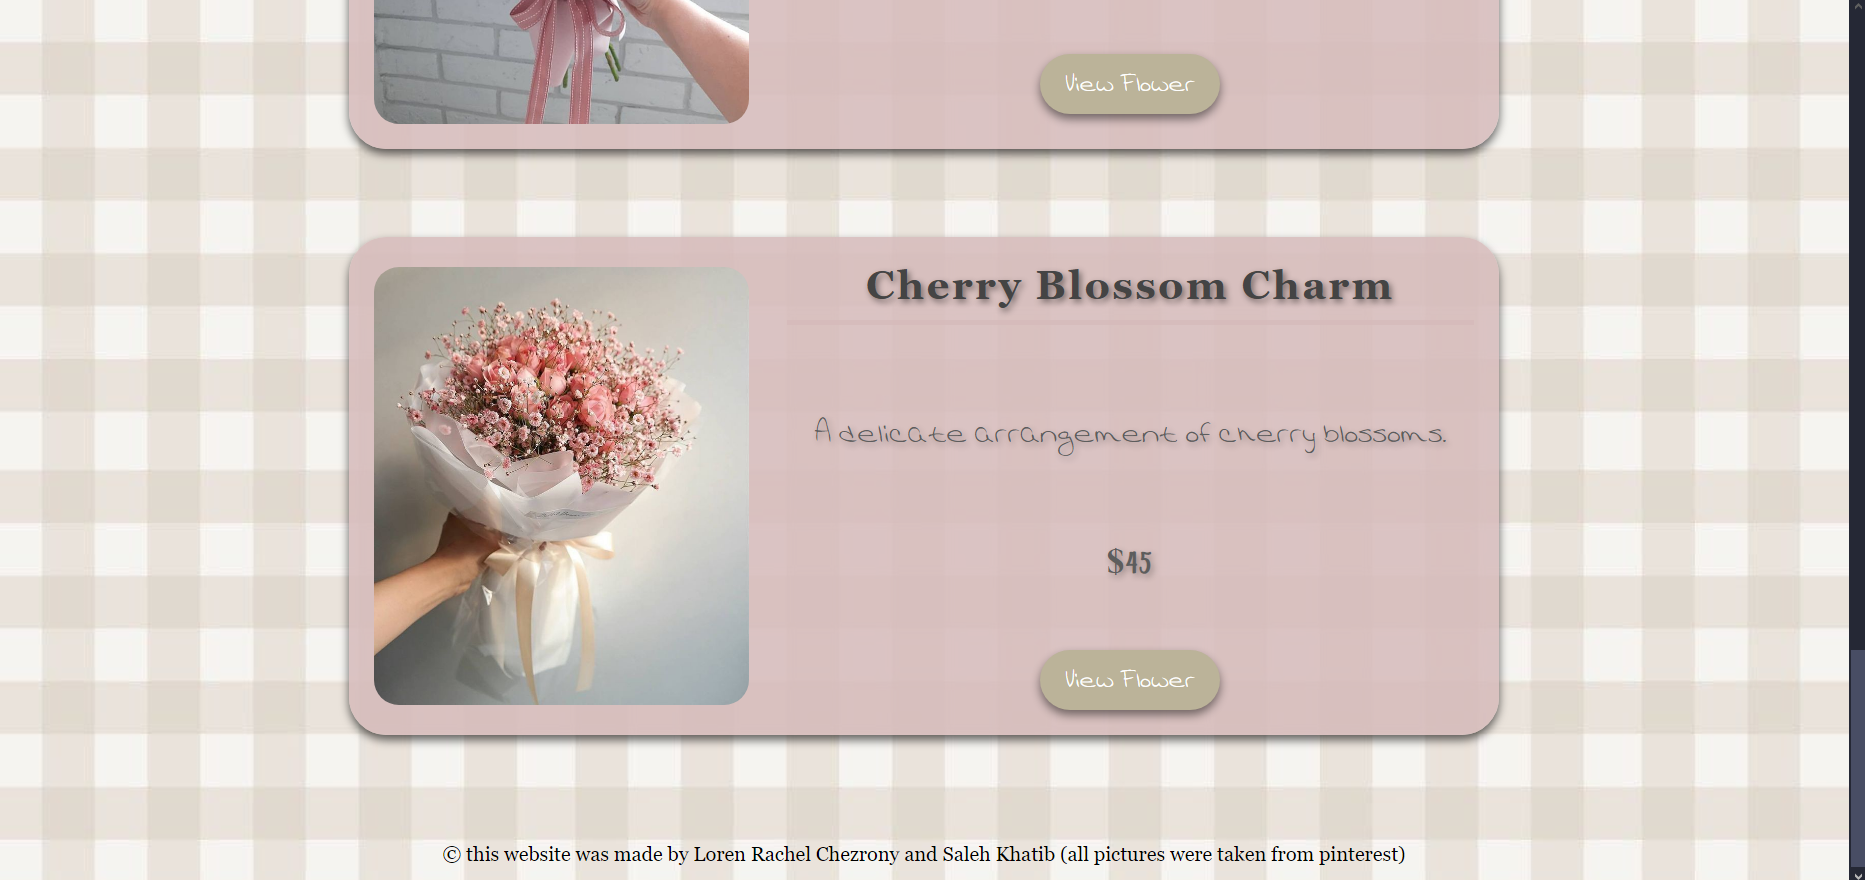 View Flower
Cherry Blossom Charm
A delicate arrangement of cherry blossoms.
$45
View Flower
© this website was made by Loren Rachel Chezrony and Saleh Khatib (all pictures were taken from pinterest)